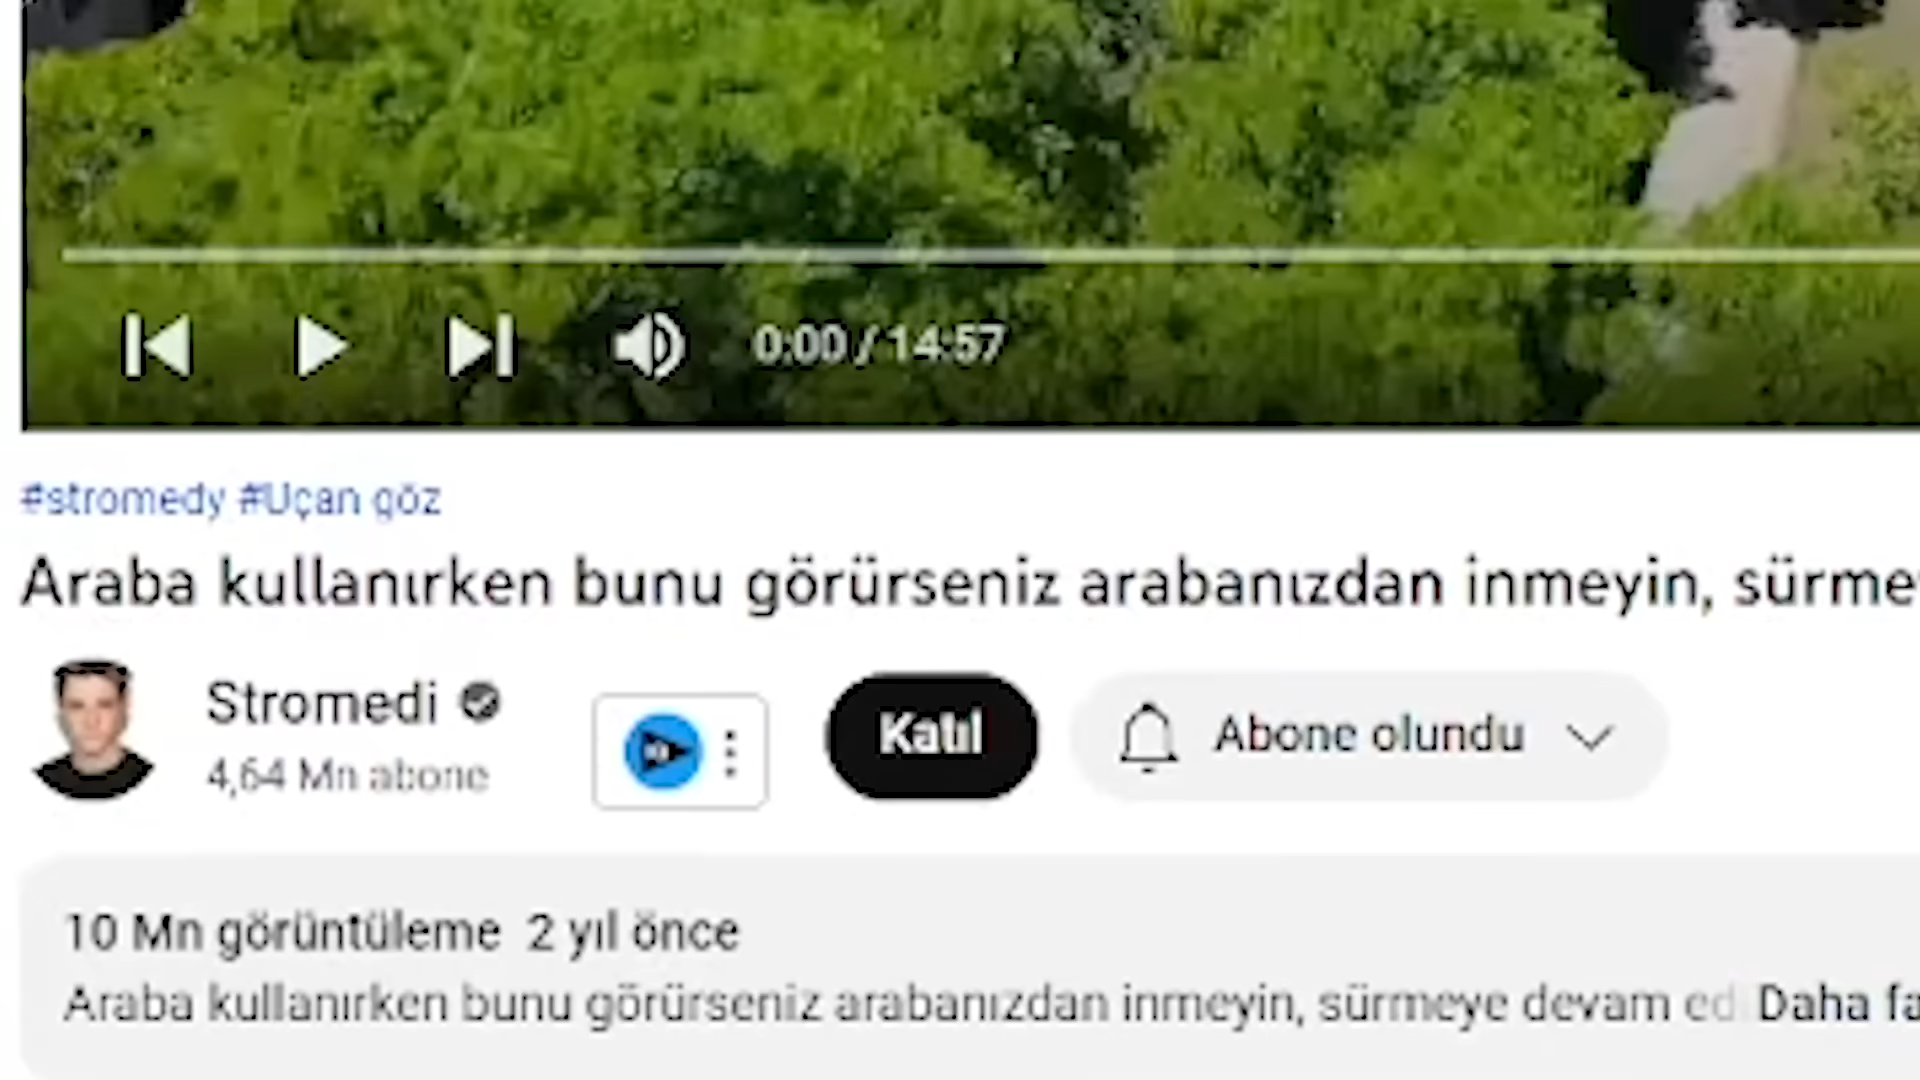 0:00 / 14:57
#stromedy #Uçan göz
Araba kullanırken bunu görürseniz arabanızdan inmeyin, sürme
Stromedi
4,64 Mn abone
Katıl
Abone olundu
10 Mn görüntüleme 2 yıl önce
Araba kullanırken bunu görürseniz arabanızdan inmeyin, sürmeye devam ed Daha fa